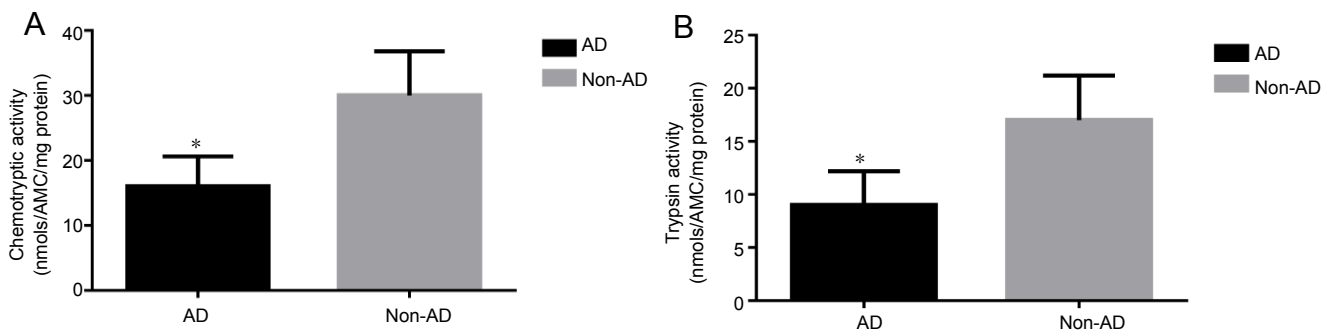 A
Chemotryptic activity
(nmols/AMC/mg protein)
40
30
20
10
0
*
AD
Non-AD
AD
Non-AD
B
Trypsin activity
(nmols/AMC/mg protein)
25
20
15
10
5
0
*
AD
Non-AD
AD
Non-AD